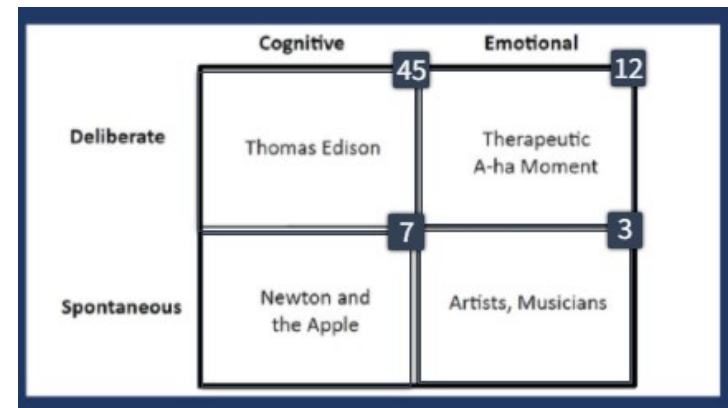 Cognitive Emotional
45 12
Deliberate Thomas Edison Therapeutic
A-ha Moment
7 3
Spontaneous Newton and
the Apple Artists, Musicians